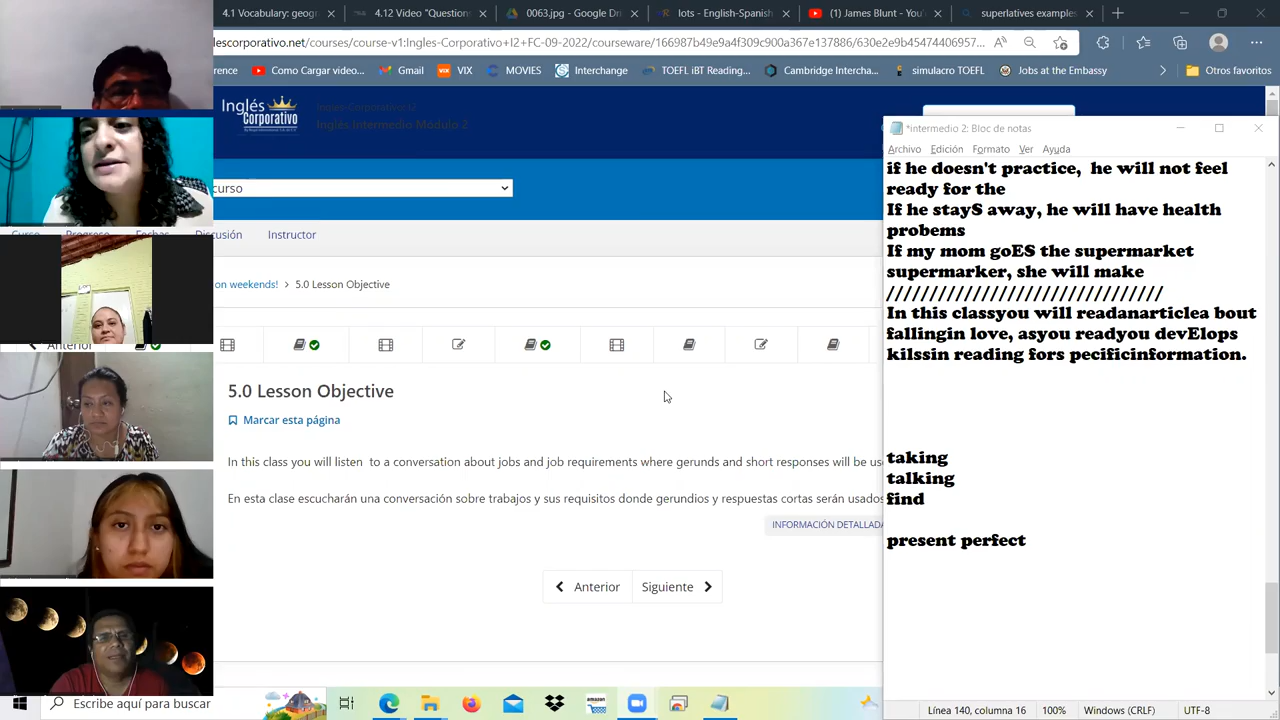 4.1 Vocabulary: geogr
4.12 Video "Questions
0063.jpg - Google Dri
lots - English-Spanish
(1) James Blunt - You'
superlatives examples
lescorporativo.net/courses/course-v1:Ingles-Corporativo+I2+FC-09-2022/courseware/166987b49e9a4f309c900a367e137886/630e2e9b45474406957...
rence
Como Cargar video...
Gmail
VIX
MOVIES
Interchange
TOEFL iBT Reading...
Cambridge Intercha...
simulacro TOEFL
Jobs at the Embassy
Otros favoritos
Inglés
Corporativo
Ingles-Corporativo I2
Inglés Intermedio Módulo 2
curso
Curso
Progreso
Fechas
Discusión
Instructor
on weekends!
5.0 Lesson Objective
Anterior
5.0 Lesson Objective
Marcar esta página
In this class you will listen to a conversation about jobs and job requirements where gerunds and short responses will be use
En esta clase escucharán una conversación sobre trabajos y sus requisitos donde gerundios y respuestas cortas serán usados
INFORMACIÓN DETALLADA
Anterior
Siguiente
*intermedio 2: Bloc de notas
Archivo
Edición
Formato
Ver
Ayuda
if he doesn't practice, he will not feel
ready for the
If he stayS away, he will have health
probems
If my mom goES the supermarket
supermarker, she will make
////////////////////////////////
In this classyou will readanarticlea bout
fallingin love, asyou readyou devElops
kilssin reading fors pecificinformation.
taking
talking
find
present perfect
Línea 140, columna 16
100%
Windows (CRLF)
UTF-8
Escribe aquí para buscar